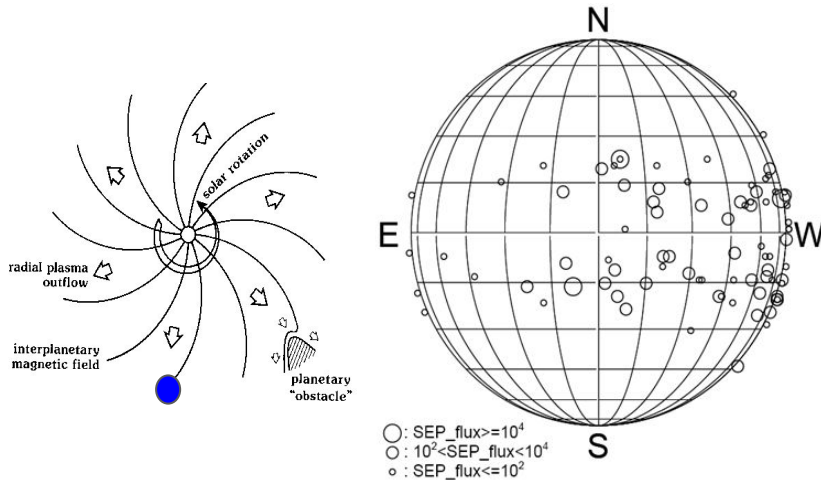 solar rotation
radial plasma
outflow
interplanetary
magnetic field
planetary
"obstacle"
N
E
W
S
: SEP_flux>=10⁴
: 10²<SEP_flux<10⁴
: SEP_flux<=10²